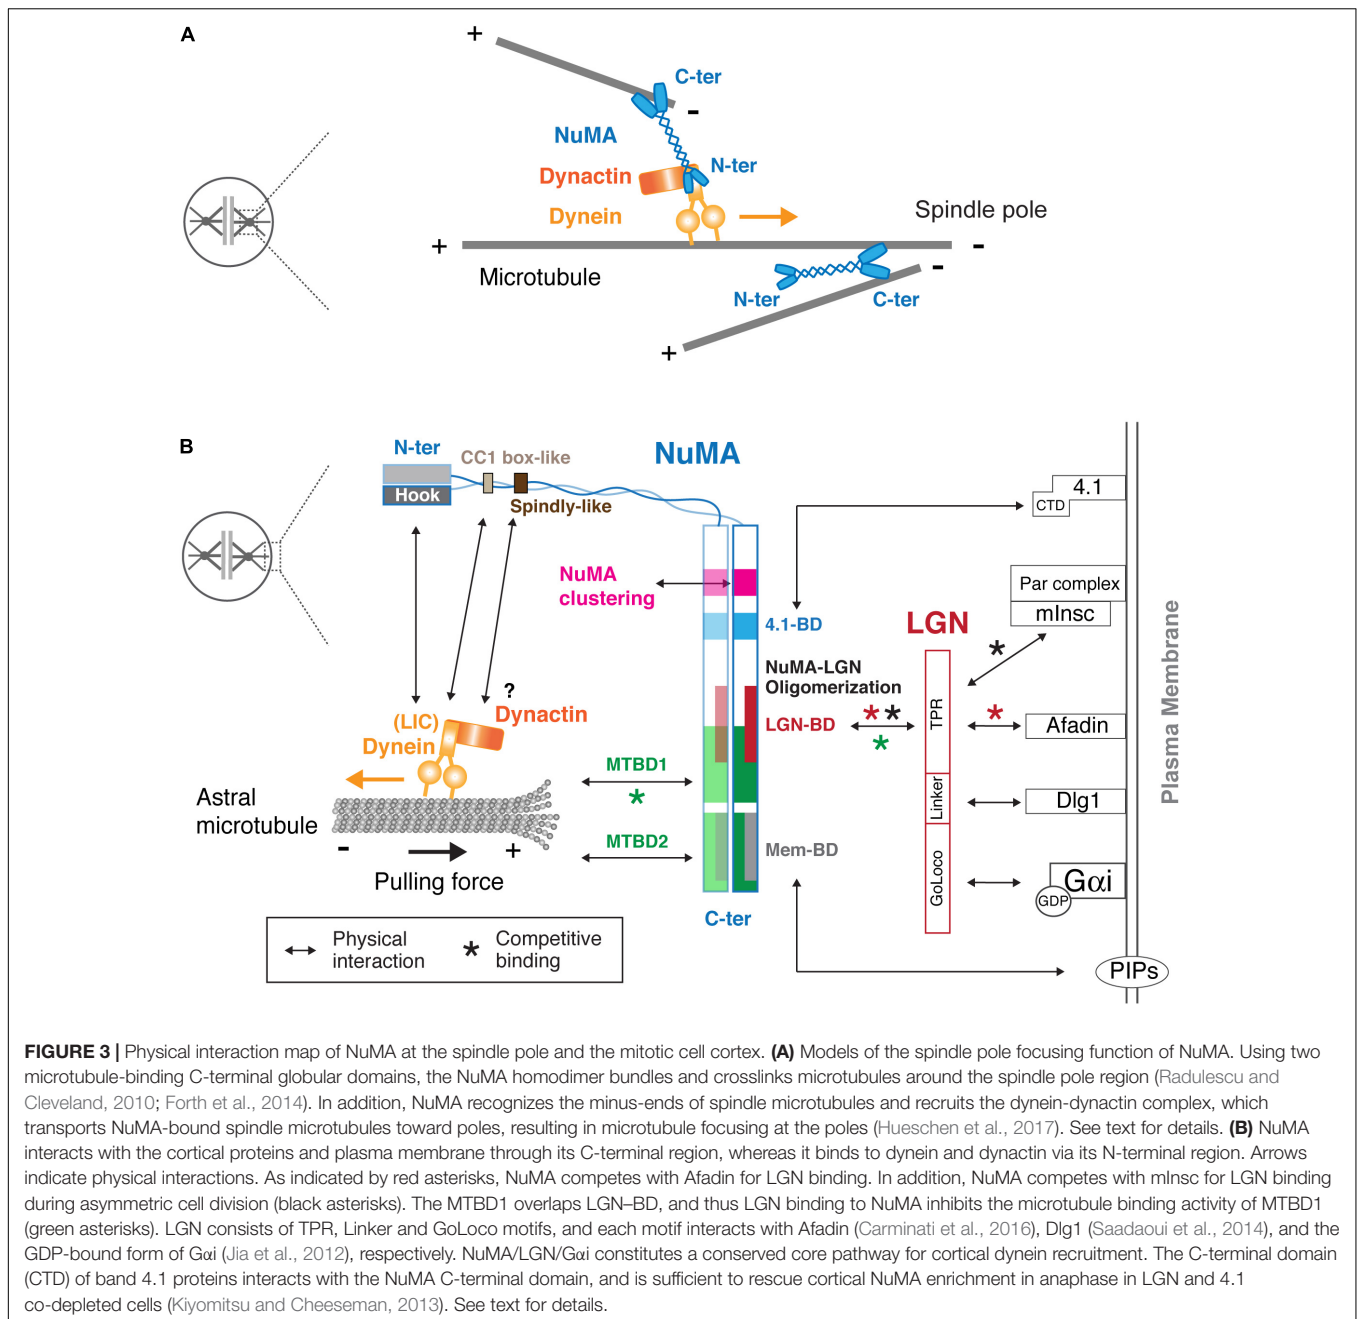 A
+
C-ter
-
NuMA
N-ter
Dynactin
Dynein
Spindle pole
+
-
Microtubule
-
N-ter
C-ter
+
B
N-ter
CC1 box-like
NuMA
Hook
Spindly-like
4.1
CTD
NuMA
clustering
Par complex
mInsc
4.1-BD
LGN
*
NuMA-LGN
Oligomerization
?
Dynactin
(LIC)
Dynein
LGN-BD
* *
*
TPR
*
Afadin
Plasma Membrane
MTBD1
*
Astral
microtubule
Linker
Dlg1
MTBD2
Mem-BD
- +
Pulling force
GoLoco
Gαi
GDP
C-ter
Physical
interaction
* Competitive
binding
PIPs
FIGURE 3 | Physical interaction map of NuMA at the spindle pole and the mitotic cell cortex. (A) Models of the spindle pole focusing function of NuMA. Using two
microtubule-binding C-terminal globular domains, the NuMA homodimer bundles and crosslinks microtubules around the spindle pole region (Radulescu and
Cleveland, 2010; Forth et al., 2014). In addition, NuMA recognizes the minus-ends of spindle microtubules and recruits the dynein-dynactin complex, which
transports NuMA-bound spindle microtubules toward poles, resulting in microtubule focusing at the poles (Hueschen et al., 2017). See text for details. (B) NuMA
interacts with the cortical proteins and plasma membrane through its C-terminal region, whereas it binds to dynein and dynactin via its N-terminal region. Arrows
indicate physical interactions. As indicated by red asterisks, NuMA competes with Afadin for LGN binding. In addition, NuMA competes with mInsc for LGN binding
during asymmetric cell division (black asterisks). The MTBD1 overlaps LGN–BD, and thus LGN binding to NuMA inhibits the microtubule binding activity of MTBD1
(green asterisks). LGN consists of TPR, Linker and GoLoco motifs, and each motif interacts with Afadin (Carminati et al., 2016), Dlg1 (Saadaoui et al., 2014), and the
GDP-bound form of Gαi (Jia et al., 2012), respectively. NuMA/LGN/Gαi constitutes a conserved core pathway for cortical dynein recruitment. The C-terminal domain
(CTD) of band 4.1 proteins interacts with the NuMA C-terminal domain, and is sufficient to rescue cortical NuMA enrichment in anaphase in LGN and 4.1
co-depleted cells (Kiyomitsu and Cheeseman, 2013). See text for details.